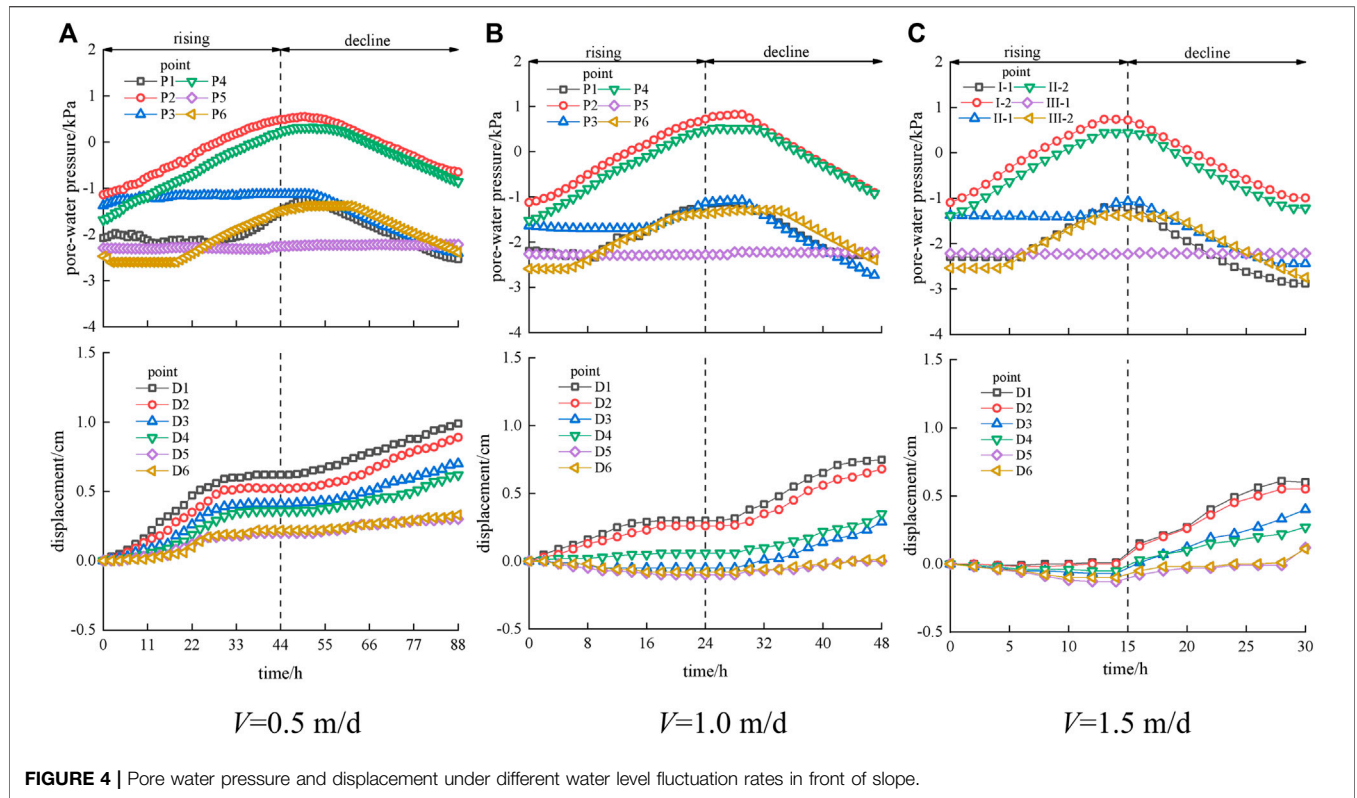 A
rising decline
point
P1 P4
P2 P5
P3 P6
pore-water pressure/kPa
2
1
0
-1
-2
-3
-4
B
rising decline
point
P1 P4
P2 P5
P3 P6
pore-water pressure/kPa
2
1
0
-1
-2
-3
-4
C
rising decline
point
I-1 II-2
I-2 III-1
II-1 III-2
pore-water pressure/kPa
2
1
0
-1
-2
-3
-4
point
D1
D2
D3
D4
D5
D6
displacement/cm
1.5
1.0
0.5
0.0
-0.5
0 11 22 33 44 55 66 77 88
time/h
V=0.5 m/d
point
D1
D2
D3
D4
D5
D6
displacement/cm
1.5
1.0
0.5
0.0
-0.5
0 8 16 24 32 40 48
time/h
V=1.0 m/d
point
D1
D2
D3
D4
D5
D6
displacement/cm
1.5
1.0
0.5
0.0
-0.5
0 5 10 15 20 26 30
time/h
V=1.5 m/d
FIGURE 4 | Pore water pressure and displacement under different water level fluctuation rates in front of slope.